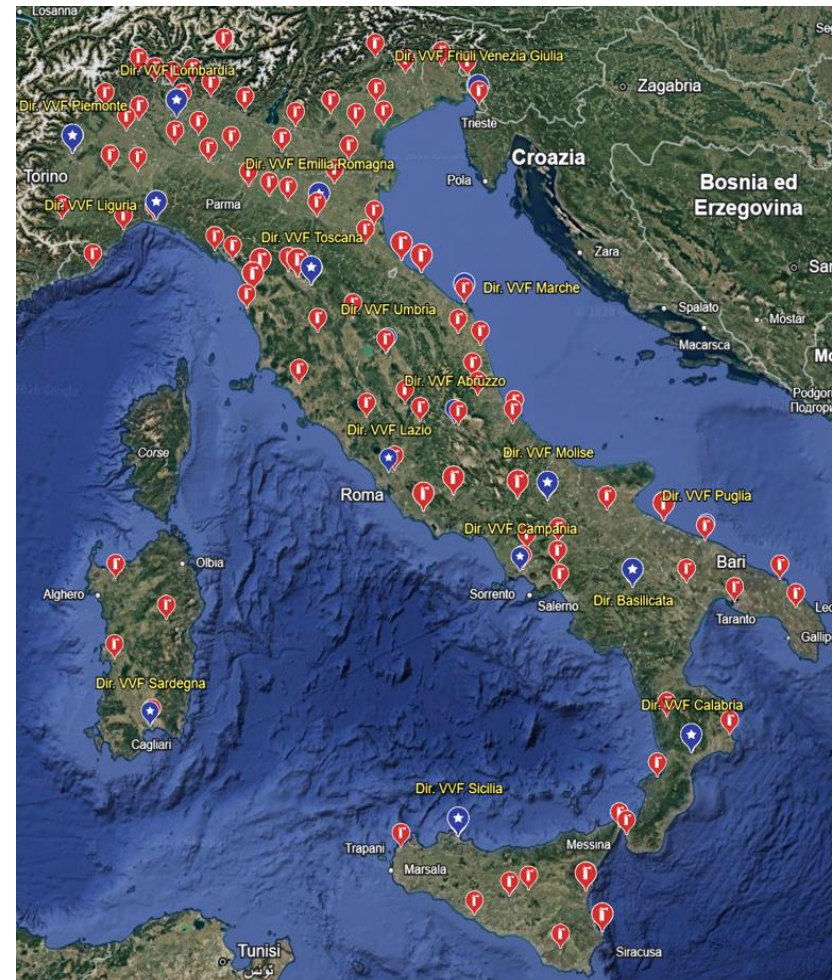 Losanna
Dir. VVF Friuli Venezia Giulia
Dir. VVF Lombardia
Zagabria
Dir. VVF Piemonte
Trieste
Croazia
Dir. VVF Emilia Romagna
Torino
Pola
Bosnia ed
Erzegovina
Dir. VVF Liguria
Parma
Dir. VVF Toscana
Zara
Dir. VVF Marche
Dir. VVF Umbria
Spalato
Mostar
Macarsca
Dir. VVF Abruzzo
Podgori
Подгори
Dir. VVF Lazio
Corse
Dir. VVF Molise
Roma
Dir. VVF Puglia
Dir. VVF Campania
Olbia
Bari
Alghero
Sorrento
Salerno
Dir. Basilicata
Taranto
Gallip
Dir. VVF Sardegna
Dir. VVF Calabria
Cagliari
Dir. VVF Sicilia
Trapani
Messina
Marsala
Siracusa
Tunisi
تونس